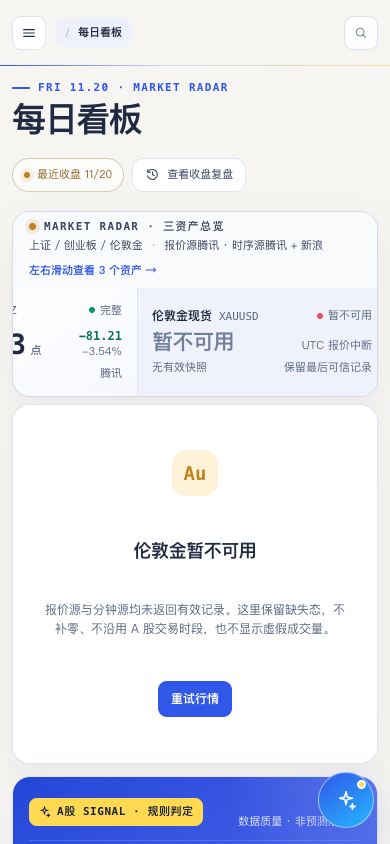 / 每日看板
FRI 11.20 · MARKET RADAR
每日看板
最近收盘 11/20
查看收盘复盘
MARKET RADAR · 三资产总览
上证 / 创业板 / 伦敦金 · 报价源腾讯 · 时序源腾讯 + 新浪
左右滑动查看 3 个资产 →
完整
3 点
−81.21
−3.54%
腾讯
伦敦金现货 XAUUSD
暂不可用
暂不可用
UTC 报价中断
无有效快照
保留最后可信记录
Au
伦敦金暂不可用
报价源与分钟源均未返回有效记录。这里保留缺失态，不
补零、不沿用 A 股交易时段，也不显示虚假成交量。
重试行情
A股 SIGNAL · 规则判定
数据质量 · 非预测